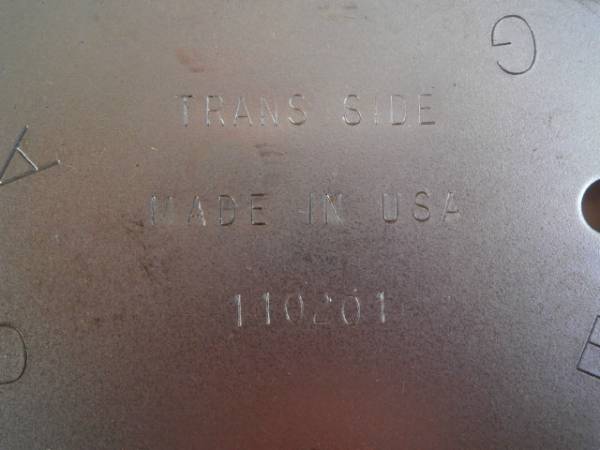 G
TRANS SIDE
A
MADE IN USA
110201